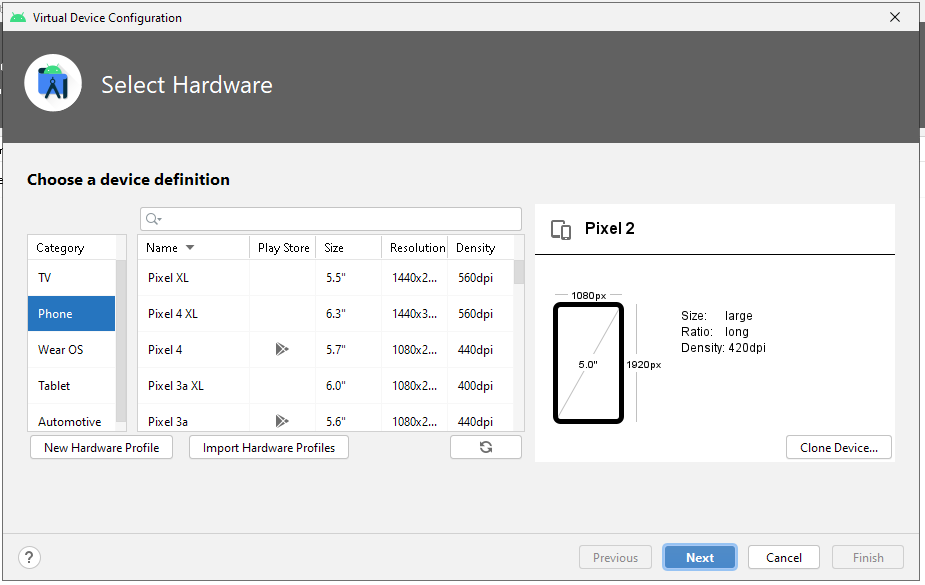 Virtual Device Configuration
Select Hardware
Choose a device definition
Category
TV
Phone
Wear OS
Tablet
Automotive
Name Play Store Size Resolution Density
Pixel XL 5.5" 1440x2... 560dpi
Pixel 4 XL 6.3" 1440x3... 560dpi
Pixel 4 5.7" 1080x2... 440dpi
Pixel 3a XL 6.0" 1080x2... 400dpi
Pixel 3a 5.6" 1080x2... 440dpi
New Hardware Profile Import Hardware Profiles
Pixel 2
1080px
5.0"
1920px
Size: large
Ratio: long
Density: 420dpi
Clone Device...
? Previous Next Cancel Finish